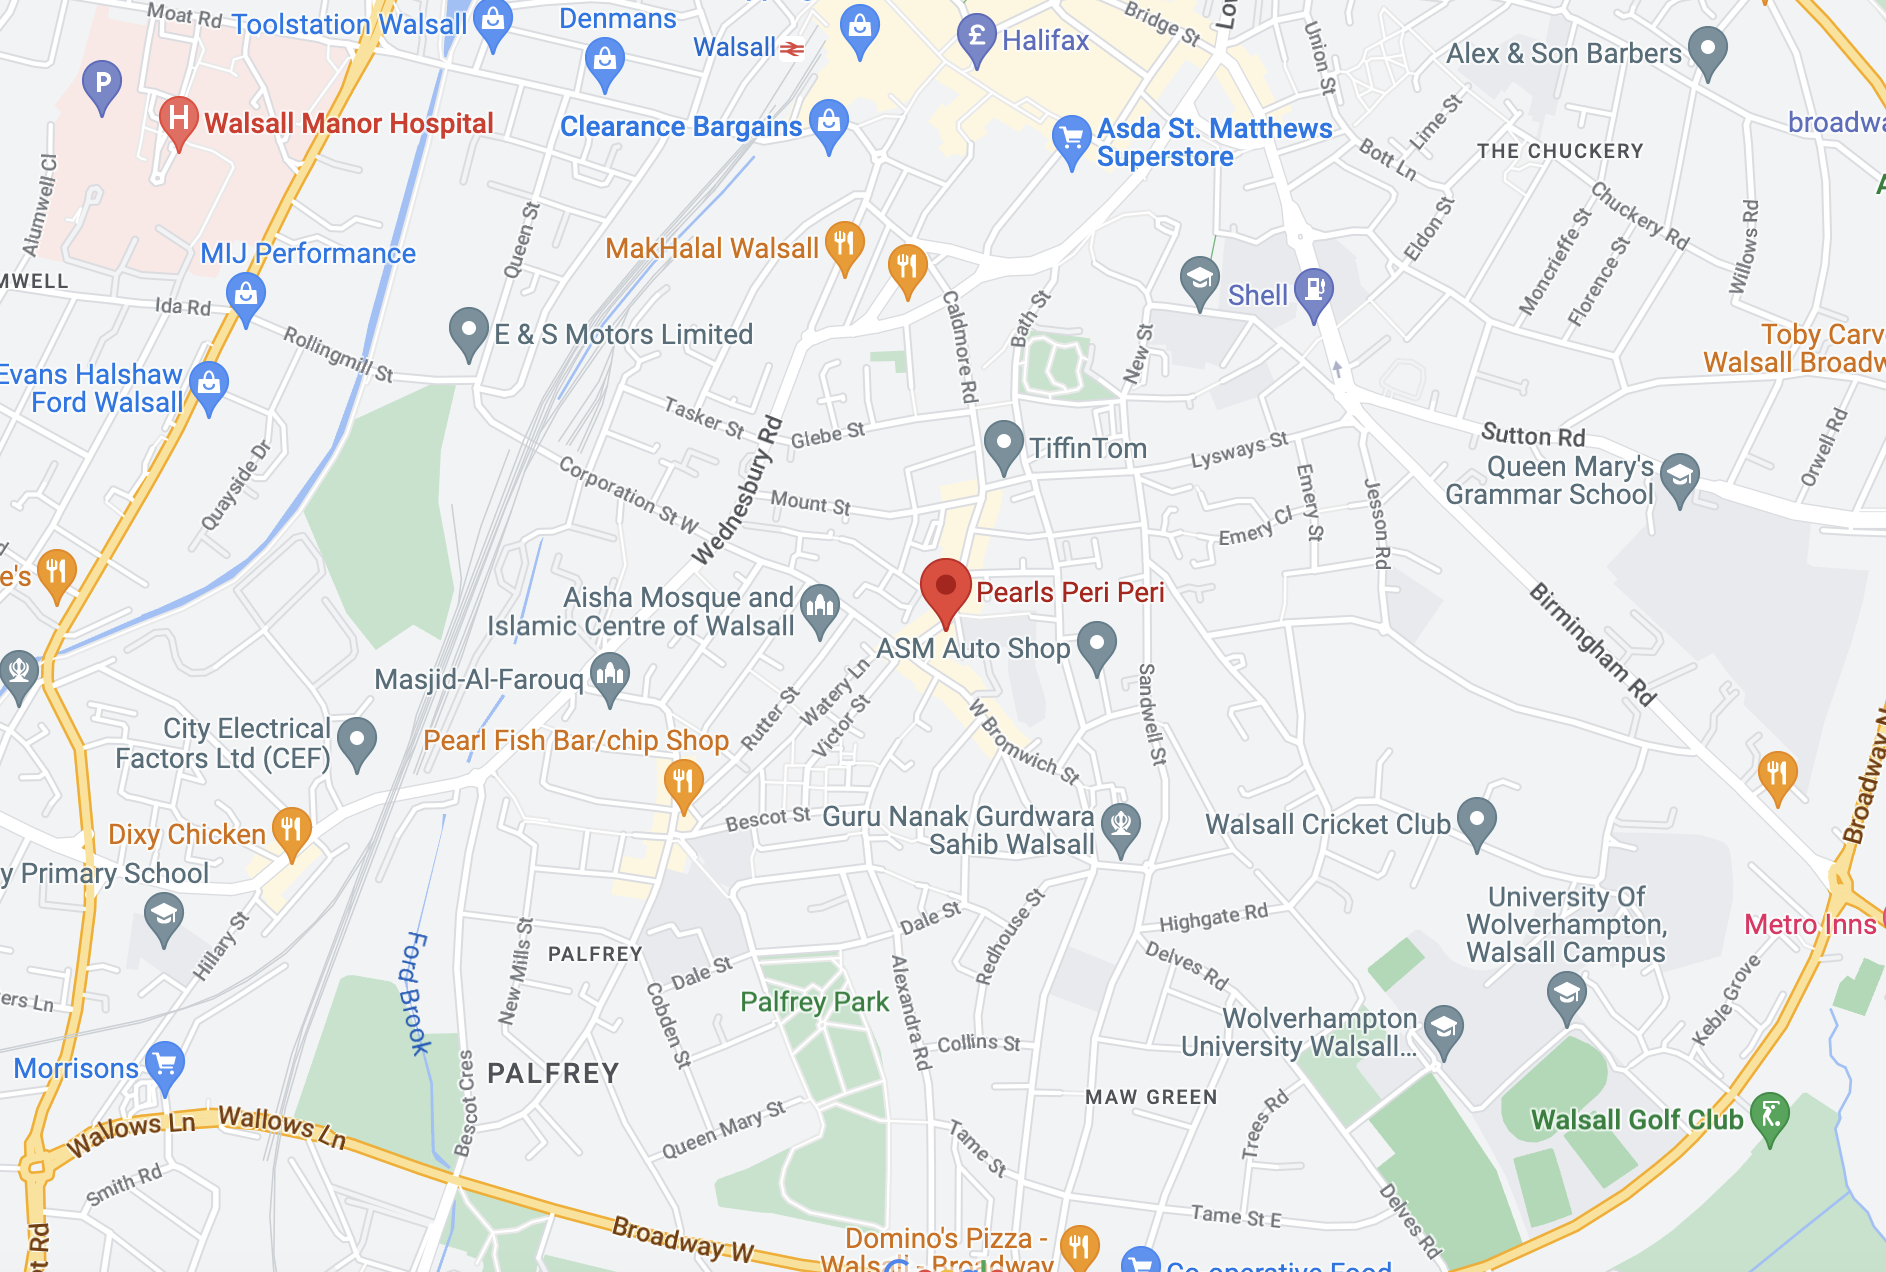 Moat Rd
Toolstation Walsall
Denmans
Walsall
Halifax
Bridge St
Union St
Alex & Son Barbers
P
H
Walsall Manor Hospital
Clearance Bargains
Asda St. Matthews
Superstore
Lime St
Bott Ln
THE CHUCKERY
broadwa
Alumwell Cl
Queen St
MIJ Performance
MakHalal Walsall
Eldon St
Chuckery Rd
Moncrieffe St
Florence St
Willows Rd
MWELL
Ida Rd
Rollingmill St
E & S Motors Limited
Caldmore Rd
Bath St
New St
Shell
Toby Carve
Walsall Broadw
Evans Halshaw
Ford Walsall
Tasker St
Glebe St
Wednesbury Rd
TiffinTom
Lysways St
Sutton Rd
Queen Mary's
Grammar School
Orwell Rd
Quayside Dr
Corporation St W
Mount St
Emery St
Emery Cl
Jesson Rd
e's
Aisha Mosque and
Islamic Centre of Walsall
Pearls Peri Peri
ASM Auto Shop
Birmingham Rd
Masjid-Al-Farouq
Rutter St
Watery Ln
Victor St
Sandwell St
W Bromwich St
City Electrical
Factors Ltd (CEF)
Pearl Fish Bar/chip Shop
Broadway N
Dixy Chicken
Bescot St
Guru Nanak Gurdwara
Sahib Walsall
Walsall Cricket Club
y Primary School
Hillary St
University Of
Wolverhampton,
Walsall Campus
Metro Inns
Highgate Rd
Dale St
Redhouse St
Delves Rd
New Mills St
PALFREY
Ford Brook
Dale St
Cobden St
Palfrey Park
Alexandra Rd
Keble Grove
ers Ln
Wolverhampton
University Walsall...
Collins St
Morrisons
PALFREY
Bescot Cres
MAW GREEN
Trees Rd
Walsall Golf Club
Wallows Ln
Wallows Ln
Queen Mary St
Tame St
Smith Rd
Delves Rd
Tame St E
Broadway W
Domino's Pizza -
Walsall - Broadway
Co-operative Food
ot Rd